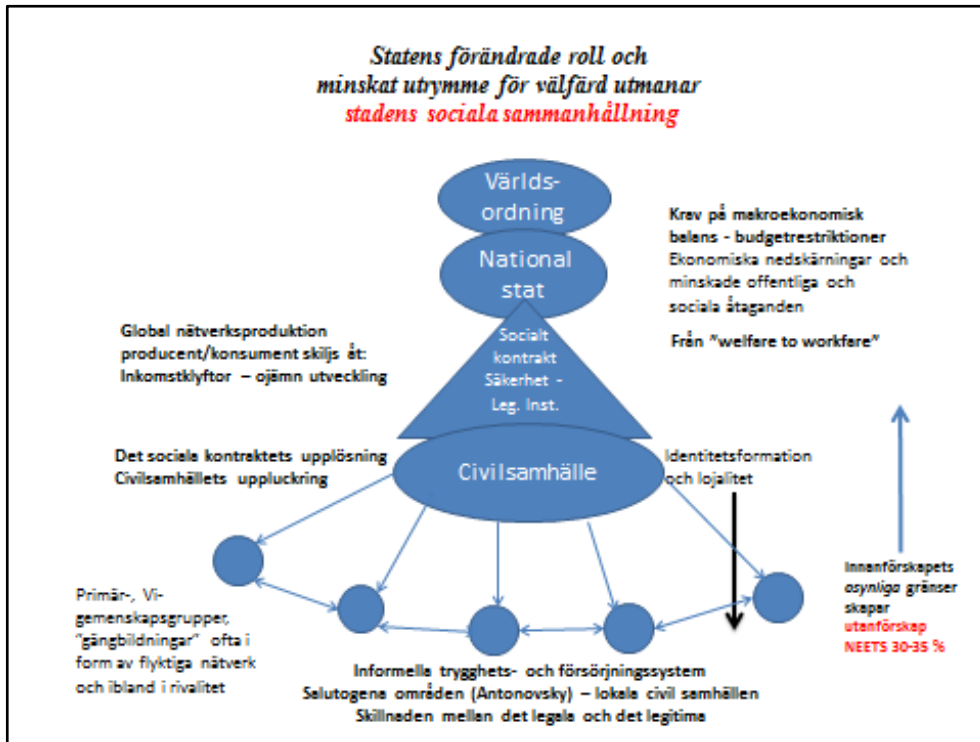 Statens förändrade roll och
minskat utrymme för välfärd utmanar
stadens sociala sammanhållning
Världs-
ordning
National
stat
Socialt
kontrakt
Säkerhet -
Leg. Inst.
Civilsamhälle
Krav på makroekonomisk
balans - budgetrestriktioner
Ekonomiska nedskärningar och
minskade offentliga och
sociala åtaganden
Från "welfare to workfare"
Global nätverksproduktion
producent/konsument skiljs åt:
Inkomstklyftor – ojämn utveckling
Det sociala kontraktets upplösning
Civilsamhällets uppluckring
Identitetsformation
och lojalitet
Innanförskapets
osynliga gränser
skapar
utanförskap
NEETS 30-35 %
Primär-, Vi-
gemenskapsgrupper,
"gängbildningar" ofta i
form av flyktiga nätverk
och ibland i rivalitet
Informella trygghets- och försörjningssystem
Salutogena områden (Antonovsky) – lokala civil samhällen
Skillnaden mellan det legala och det legitima